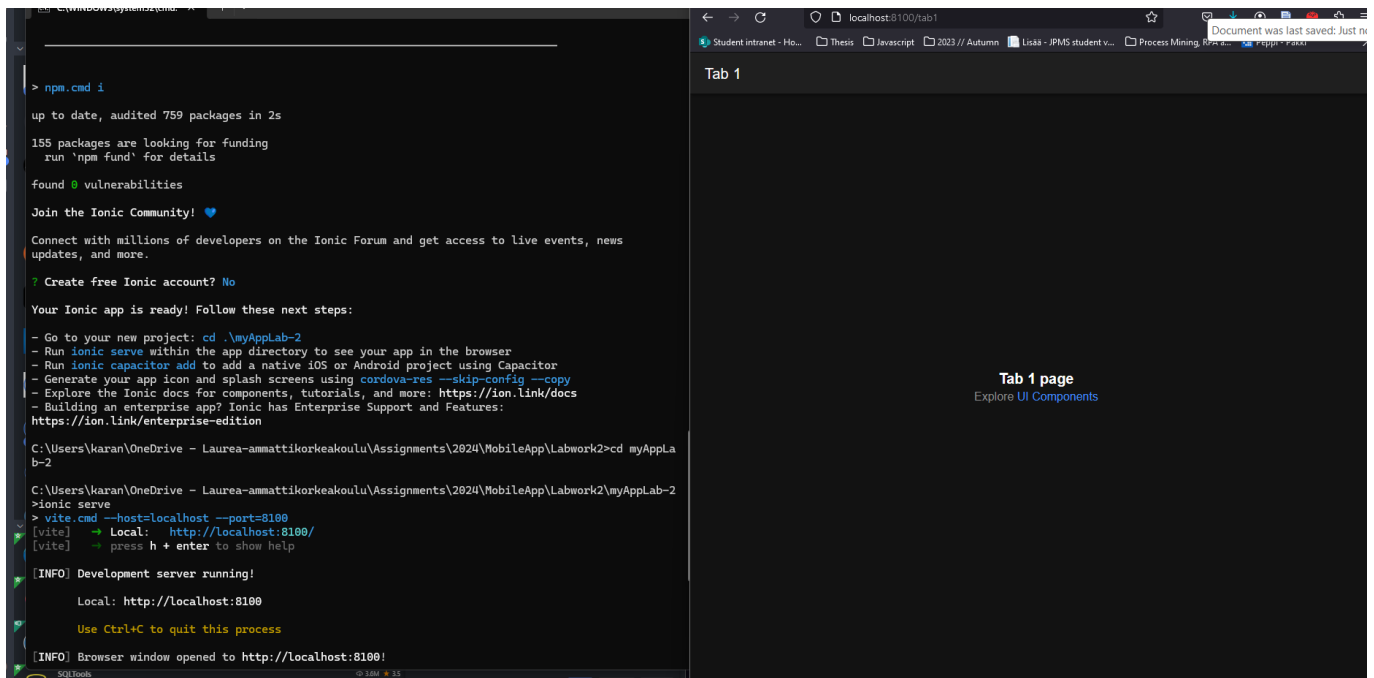 C:\WINDOWS\system32\cmd.
> npm.cmd i
up to date, audited 759 packages in 2s
155 packages are looking for funding
run `npm fund` for details
found 0 vulnerabilities
Join the Ionic Community! 💙
Connect with millions of developers on the Ionic Forum and get access to live events, news
updates, and more.
? Create free Ionic account? No
Your Ionic app is ready! Follow these next steps:
- Go to your new project: cd .\myAppLab-2
- Run ionic serve within the app directory to see your app in the browser
- Run ionic capacitor add to add a native iOS or Android project using Capacitor
- Generate your app icon and splash screens using cordova-res --skip-config --copy
- Explore the Ionic docs for components, tutorials, and more: https://ion.link/docs
- Building an enterprise app? Ionic has Enterprise Support and Features:
https://ion.link/enterprise-edition
C:\Users\karan\OneDrive - Laurea-ammattikorkeakoulu\Assignments\2024\MobileApp\Labwork2>cd myAppLa
b-2
C:\Users\karan\OneDrive - Laurea-ammattikorkeakoulu\Assignments\2024\MobileApp\Labwork2\myAppLab-2
>ionic serve
> vite.cmd --host=localhost --port=8100
[vite] → Local: http://localhost:8100/
[vite] → press h + enter to show help
[INFO] Development server running!
Local: http://localhost:8100
Use Ctrl+C to quit this process
[INFO] Browser window opened to http://localhost:8100!
SQLTools 3.8M ★ 3.5
localhost:8100/tab1
Document was last saved: Just no
Student intranet - Ho... Thesis Javascript 2023 // Autumn Lisää - JPMS student v... Process Mining, RPA a... Peppi - Pakki
Tab 1
Tab 1 page
Explore UI Components